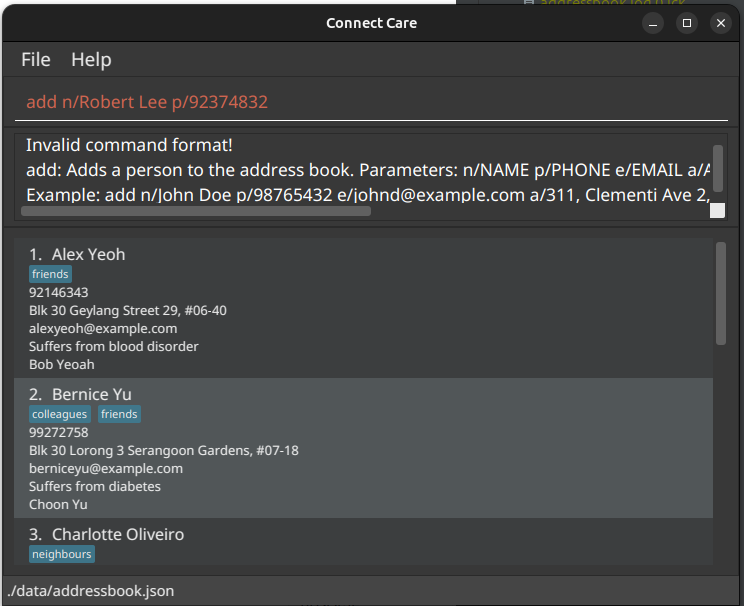 Connect Care
File Help
add n/Robert Lee p/92374832
Invalid command format!
add: Adds a person to the address book. Parameters: n/NAME p/PHONE e/EMAIL a/
Example: add n/John Doe p/98765432 e/johnd@example.com a/311, Clementi Ave 2,
1. Alex Yeoh
friends
92146343
Blk 30 Geylang Street 29, #06-40
alexyeoh@example.com
Suffers from blood disorder
Bob Yeoah
2. Bernice Yu
colleagues friends
99272758
Blk 30 Lorong 3 Serangoon Gardens, #07-18
berniceyu@example.com
Suffers from diabetes
Choon Yu
3. Charlotte Oliveiro
neighbours
./data/addressbook.json